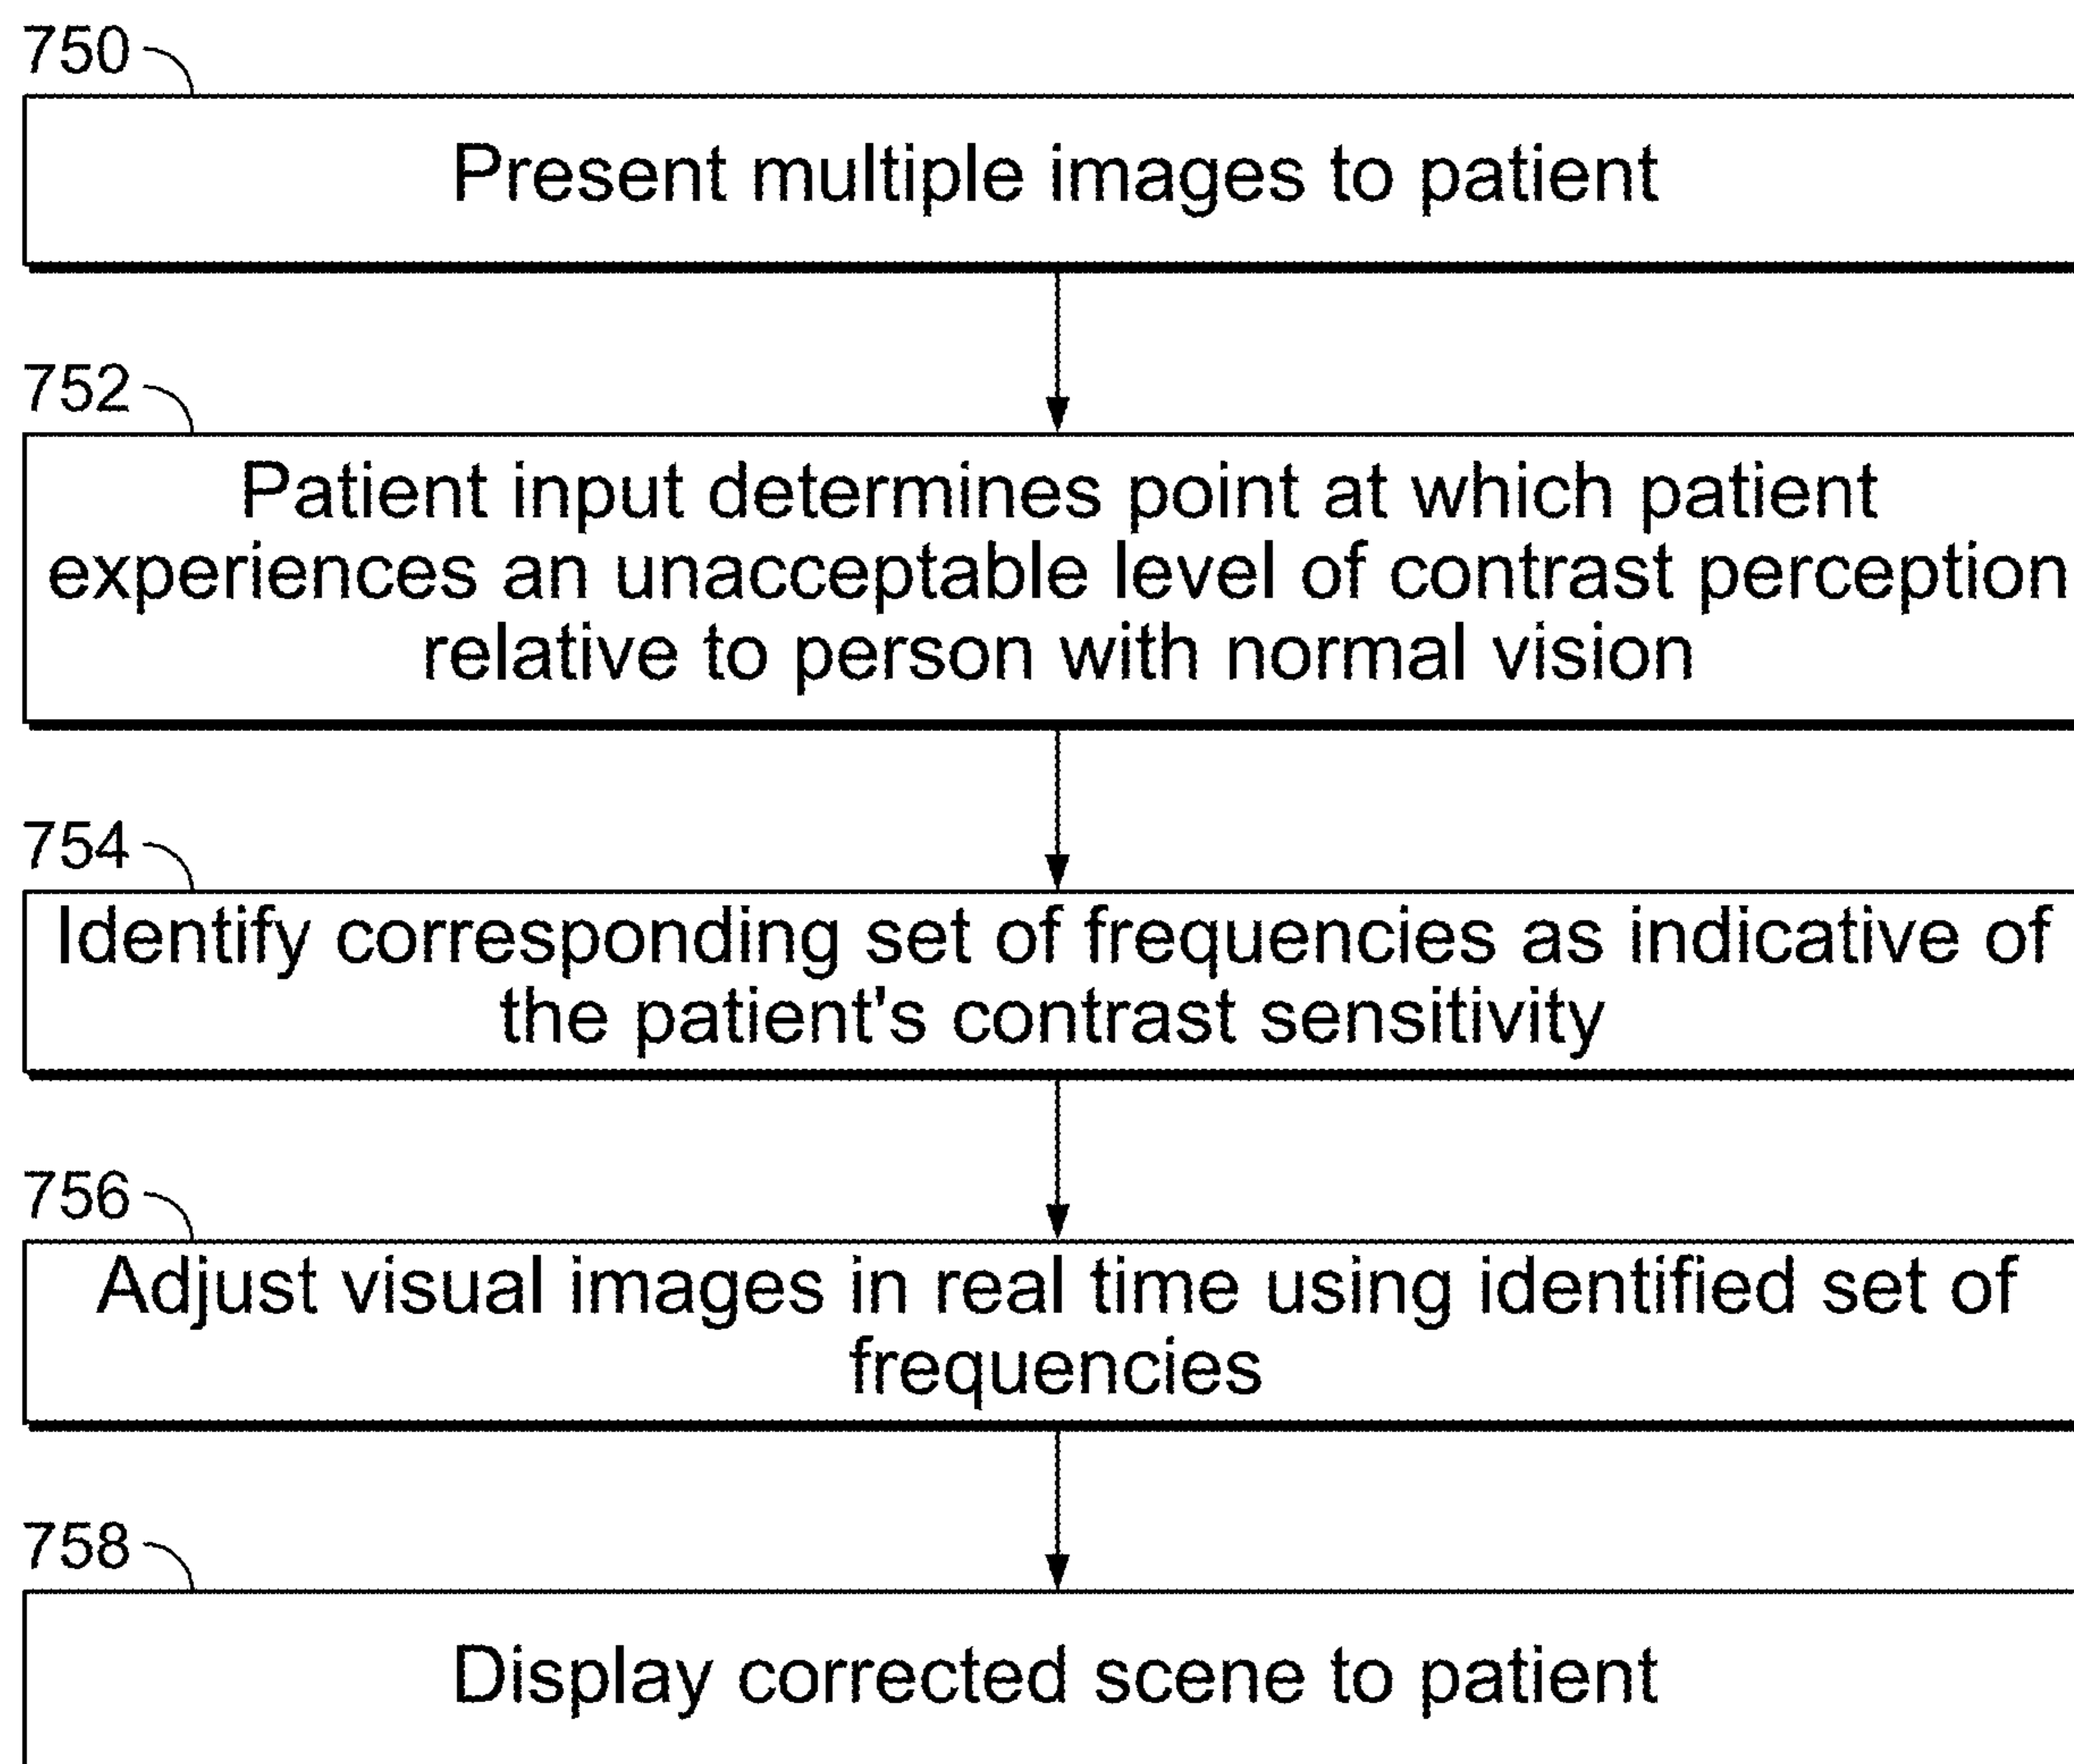 750
Present multiple images to patient
752
Patient input determines point at which patient
experiences an unacceptable level of contrast perception
relative to person with normal vision
754
Identify corresponding set of frequencies as indicative of
the patient's contrast sensitivity
756
Adjust visual images in real time using identified set of
frequencies
758
Display corrected scene to patient